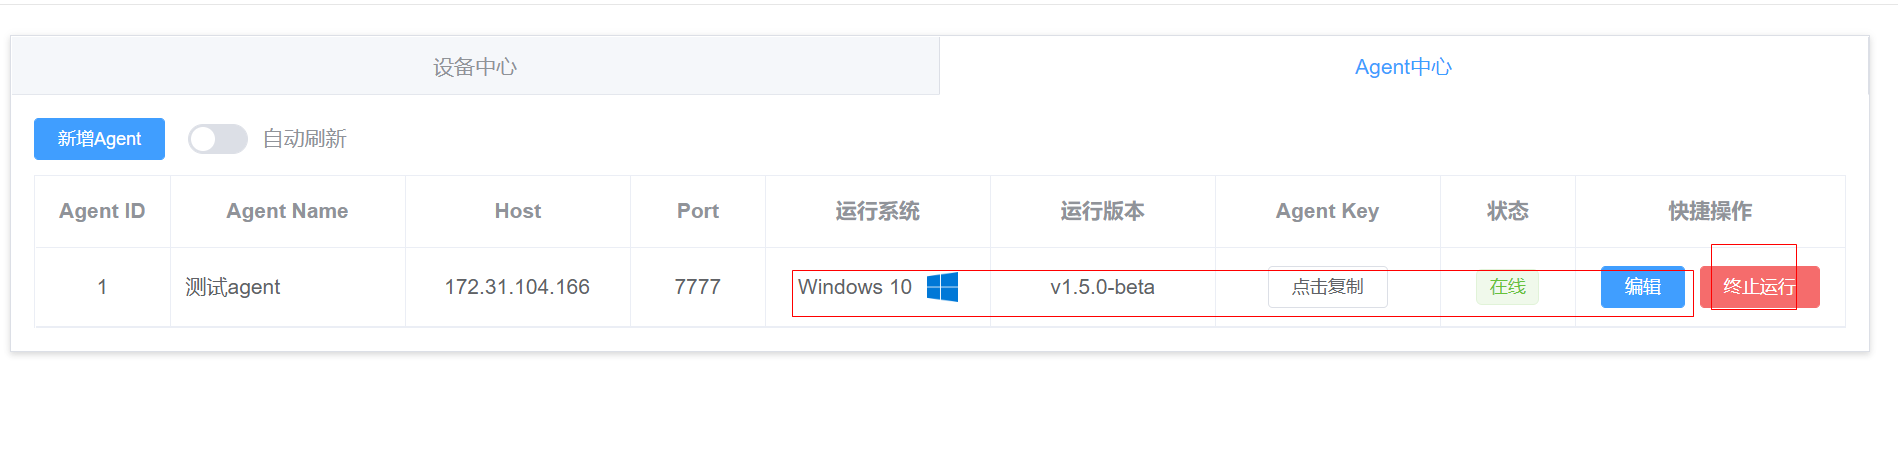 设备中心 Agent中心
新增Agent 自动刷新
Agent ID Agent Name Host Port 运行系统 运行版本 Agent Key 状态 快捷操作
1 测试agent 172.31.104.166 7777 Windows 10 v1.5.0-beta 点击复制 在线 编辑 终止运行